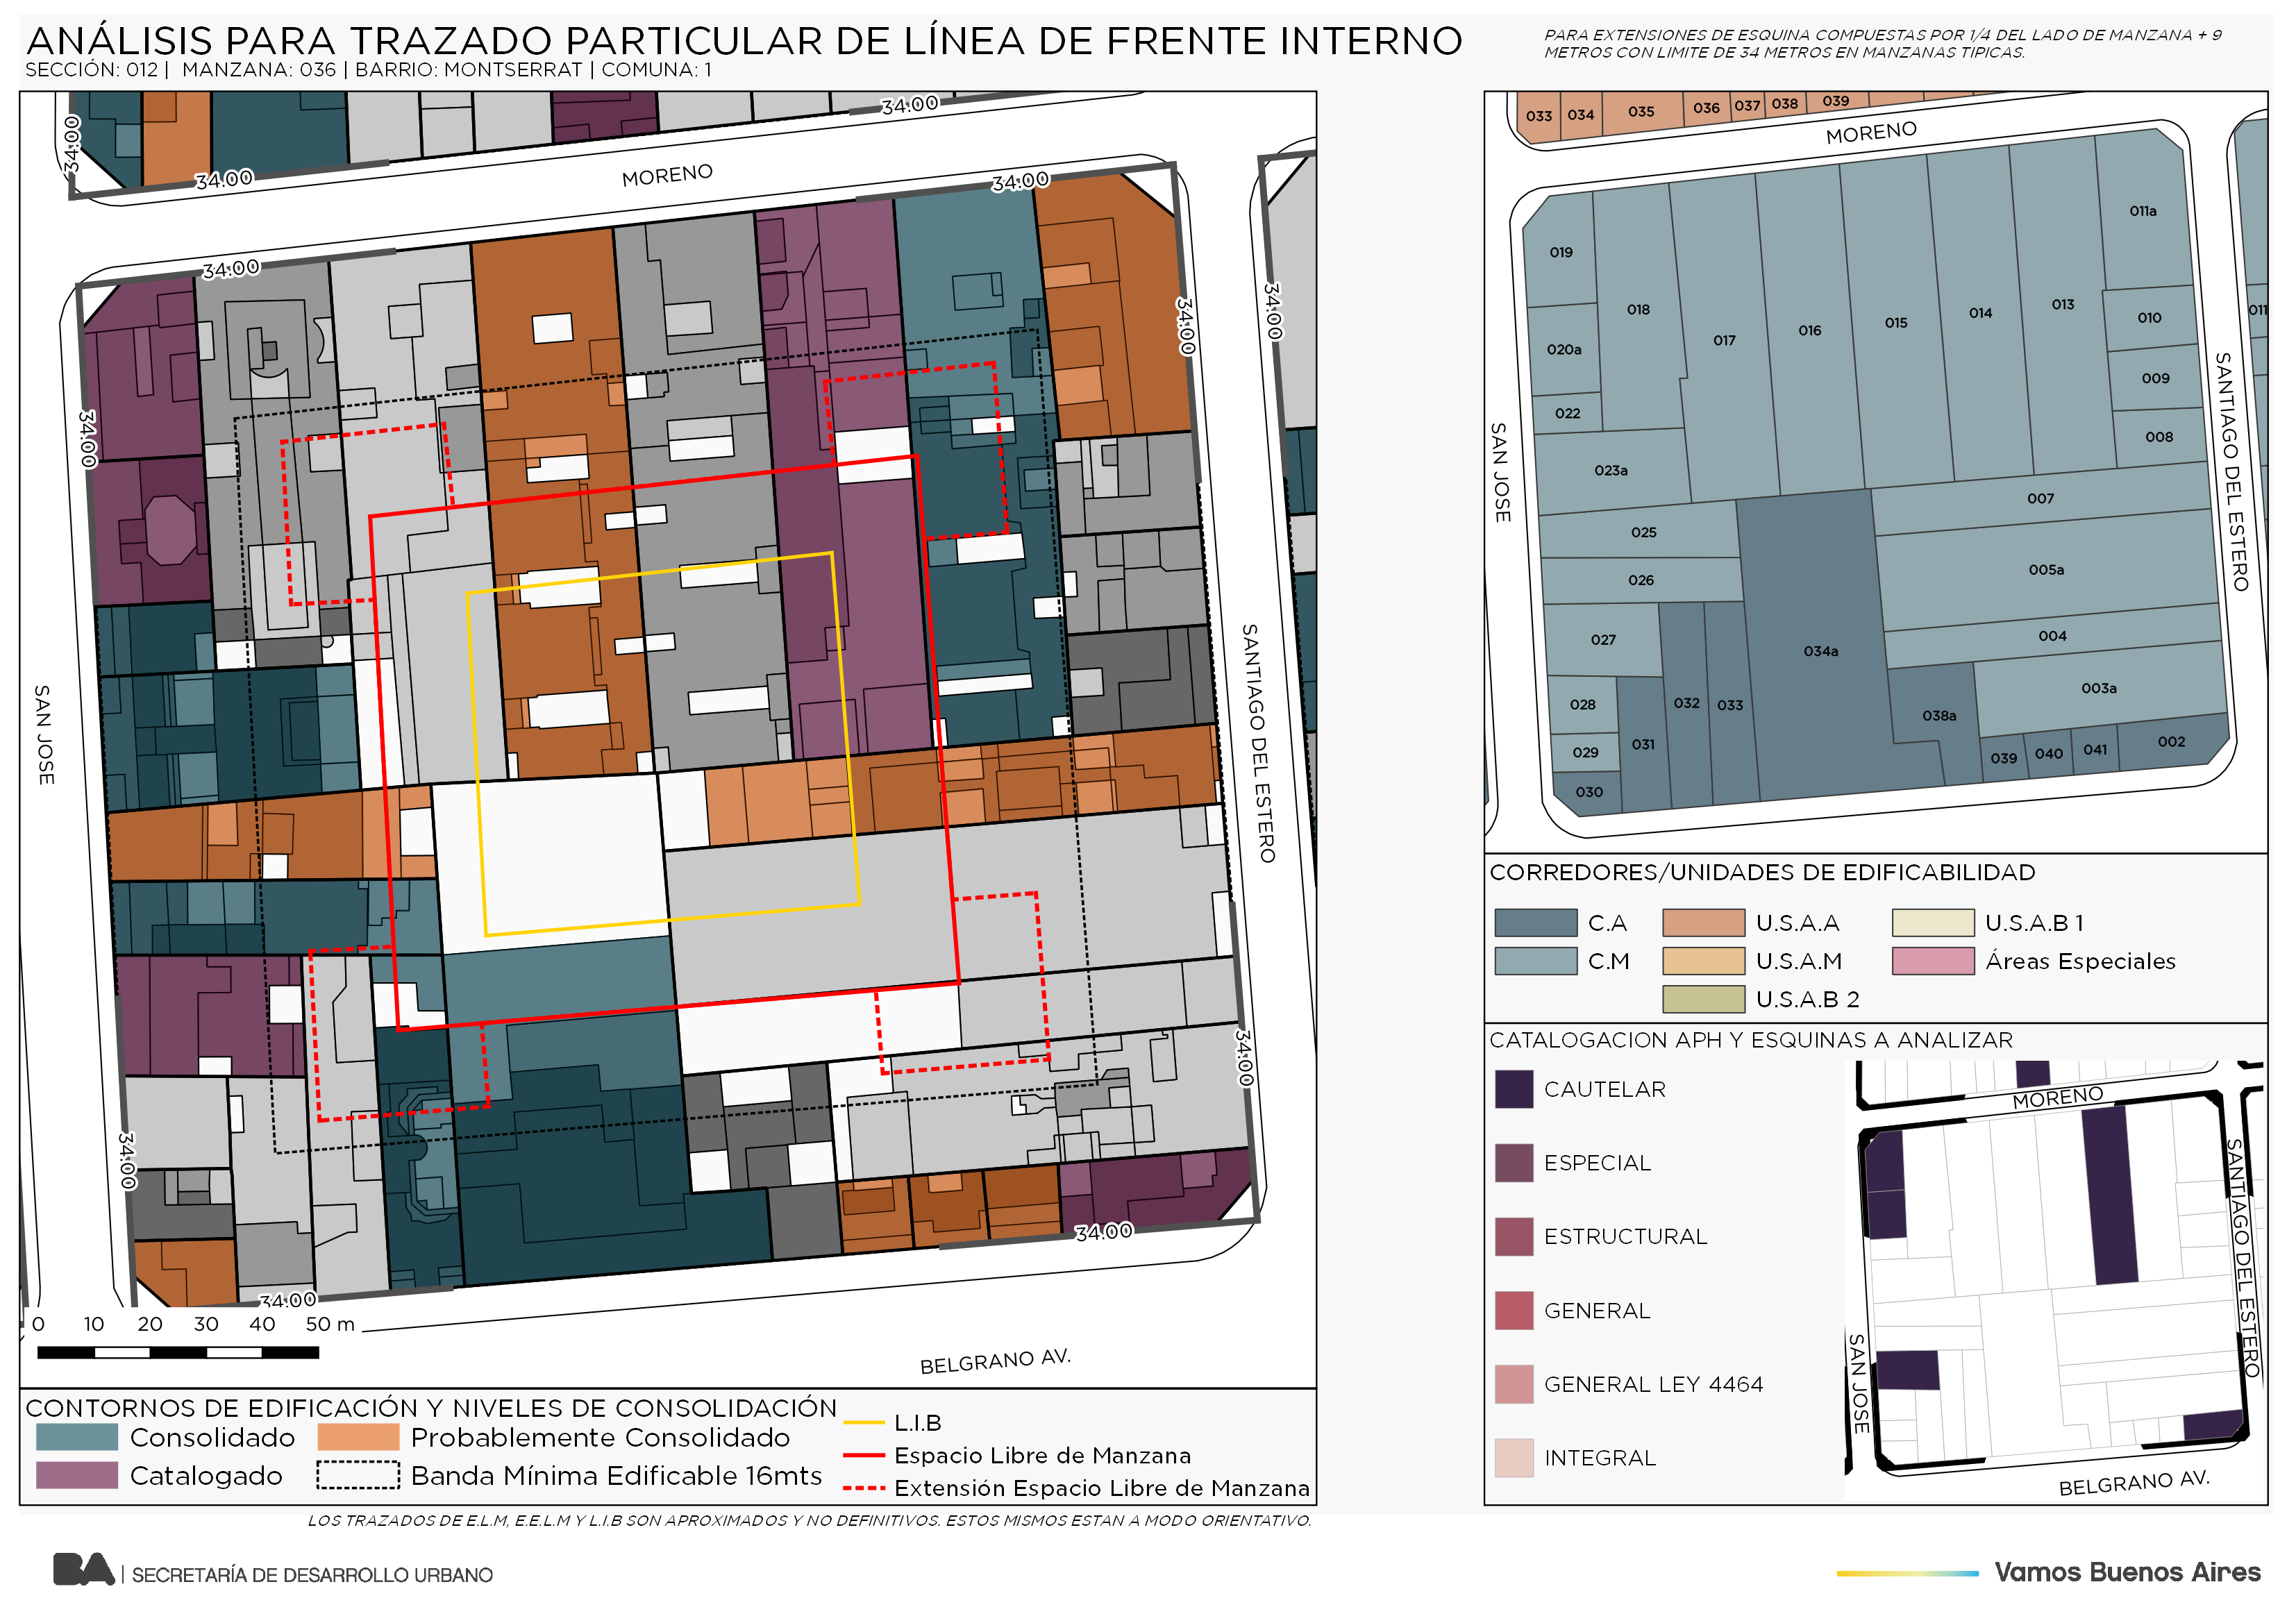 ANÁLISIS PARA TRAZADO PARTICULAR DE LÍNEA DE FRENTE INTERNO
SECCIÓN: 012 | MANZANA: 036 | BARRIO: MONTSERRAT | COMUNA: 1
PARA EXTENSIONES DE ESQUINA COMPUESTAS POR 1/4 DEL LADO DE MANZANA + 9
METROS CON LIMITE DE 34 METROS EN MANZANAS TIPICAS.
34.00
34.00
34.00
MORENO
34.00
34.00
34.00
34.00
34.00
SAN JOSE
SANTIAGO DEL ESTERO
34.00
34.00
34.00
34.00
BELGRANO AV.
0 10 20 30 40 50 m
CONTORNOS DE EDIFICACIÓN Y NIVELES DE CONSOLIDACIÓN
Consolidado
Probablemente Consolidado
Catalogado
Banda Mínima Edificable 16mts
L.I.B
Espacio Libre de Manzana
Extensión Espacio Libre de Manzana
LOS TRAZADOS DE E.L.M, E.E.L.M Y L.I.B SON APROXIMADOS Y NO DEFINITIVOS. ESTOS MISMOS ESTAN A MODO ORIENTATIVO.
033 034 035 036 037 038 039
MORENO
019
018
017
016
015
014
013
011a
011
020a
010
022
009
023a
008
SAN JOSE
SANTIAGO DEL ESTERO
025
007
026
005a
027
034a
004
028
032
033
003a
029
031
038a
030
039
040
041
002
CORREDORES/UNIDADES DE EDIFICABILIDAD
C.A
U.S.A.A
U.S.A.B 1
C.M
U.S.A.M
Áreas Especiales
U.S.A.B 2
CATALOGACION APH Y ESQUINAS A ANALIZAR
CAUTELAR
ESPECIAL
ESTRUCTURAL
GENERAL
GENERAL LEY 4464
INTEGRAL
MORENO
SANTIAGO DEL ESTERO
SAN JOSE
BELGRANO AV.
BA | SECRETARÍA DE DESARROLLO URBANO
Vamos Buenos Aires